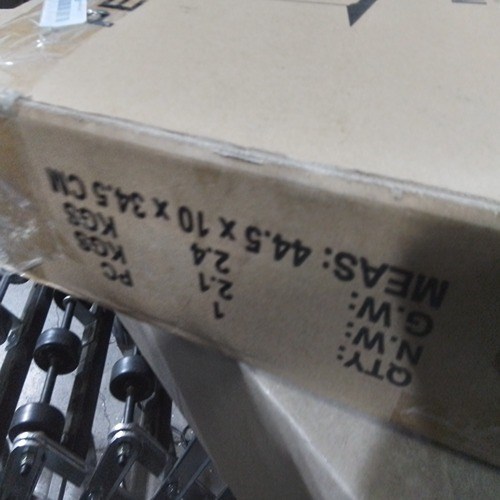 QTY: 1 PC
N.W: 2.1 KGS
G.W: 2.4 KGS
MEAS: 44.5 x 10 x 34.5 CM